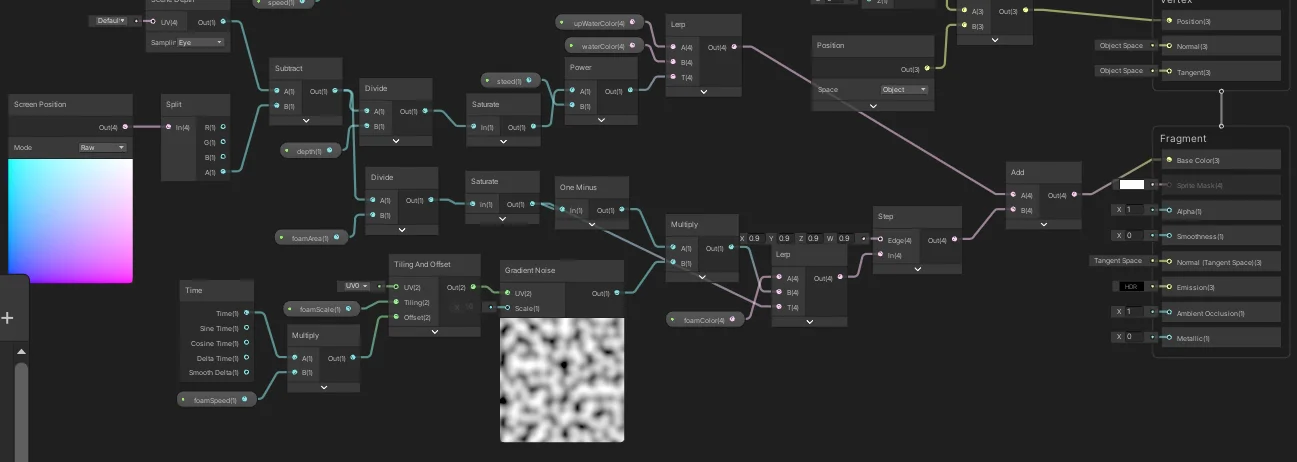 Scene Depth
Default
UV(4)
Out(1)
Eye
speed(1)
Screen Position
Out(4)
Mode
Raw
Split
In(4)
R(1)
G(1)
B(1)
A(1)
Subtract
A(1)
Out(1)
B(1)
Divide
A(1)
Out(1)
B(1)
depth(1)
Divide
A(1)
Out(1)
B(1)
foamArea(1)
Saturate
In(1)
Out(1)
steed(1)
Power
A(1)
Out(1)
B(1)
upWaterColor(4)
waterColor(4)
Lerp
A(4)
Out(4)
B(4)
T(4)
Saturate
In(1)
Out(1)
One Minus
In(1)
Out(1)
Time
Time(1)
Sine Time(1)
Cosine Time(1)
Delta Time(1)
Smooth Delta(1)
foamSpeed(1)
Multiply
A(1)
Out(1)
B(1)
foamScale(1)
UV0
Tiling And Offset
UV(2)
Out(2)
Tiling(2)
Offset(2)
Gradient Noise
UV(2)
Out(1)
Scale(1)
Multiply
A(1)
Out(1)
B(1)
foamColor(4)
Lerp
A(4)
Out(4)
B(4)
T(4)
X 0.9 Y 0.9 Z 0.9 W 0.9
Step
Edge(4)
Out(4)
In(4)
Position
Out(3)
Space
Object
A(3)
Out(3)
B(3)
Add
A(4)
Out(4)
B(4)
Vertex
Position(3)
Object Space
Normal(3)
Object Space
Tangent(3)
Fragment
Base Color(3)
Sprite Mask(4)
X 1
Alpha(1)
X 0
Smoothness(1)
Tangent Space
Normal (Tangent Space)(3)
HDR
Emission(3)
X 1
Ambient Occlusion(1)
X 0
Metallic(1)